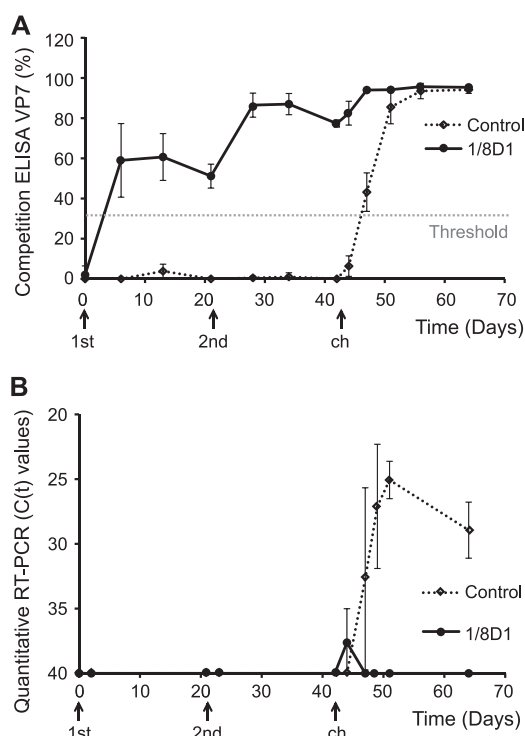 A
Competition ELISA VP7 (%)
120
100
80
60
40
20
0
Control
1/8D1
Threshold
0 10 20 30 40 50 60 70
1st 2nd ch
Time (Days)
B
Quantitative RT-PCR (C(t) values)
20
25
30
35
40
Control
1/8D1
0 10 20 30 40 50 60 70
1st 2nd ch
Time (Days)